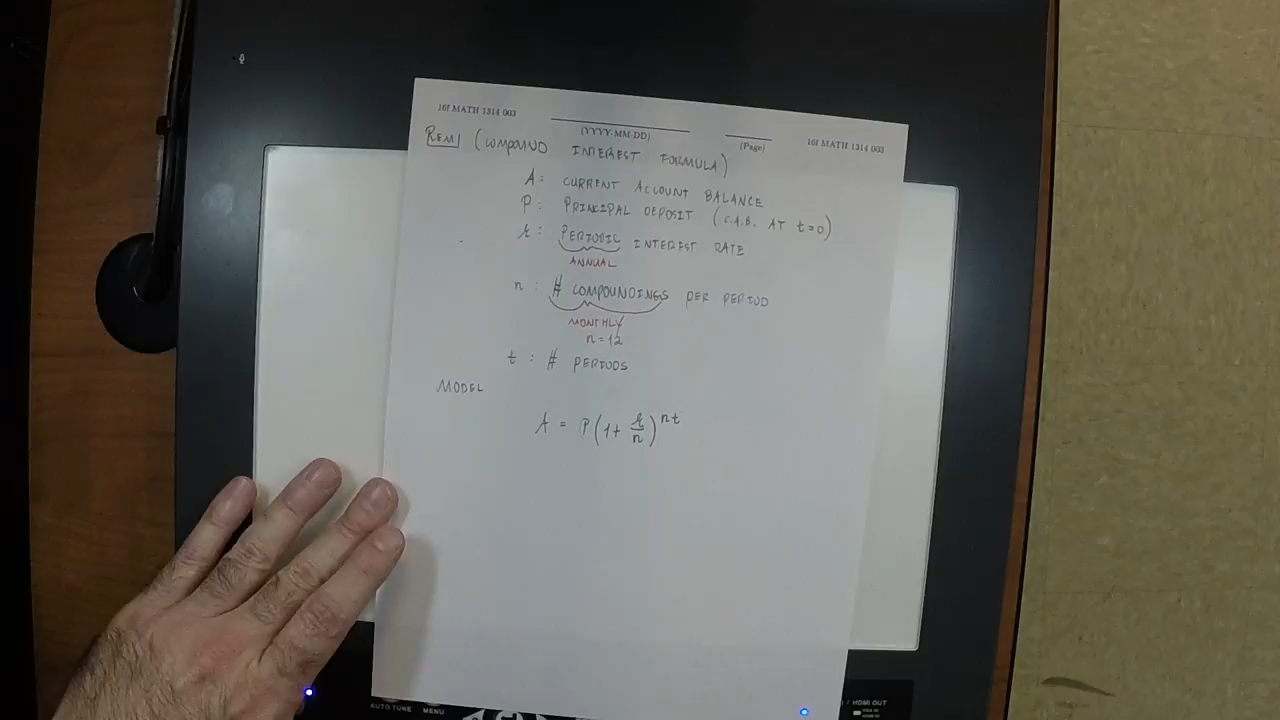 16f MATH 1314 003
(YYYY-MM-DD)
(Page)
16f MATH 1314 003
REM (COMPOUND INTEREST FORMULA)
A: CURRENT ACCOUNT BALANCE
P: PRINCIPAL DEPOSIT (C.A.B. AT t=0)
r: PERIODIC INTEREST RATE
ANNUAL
n: # COMPOUNDINGS PER PERIOD
MONTHLY
n=12
t: # PERIODS
MODEL
A = P(1+ r/n)^nt
AUTO TUNE MENU
HDMI OUT